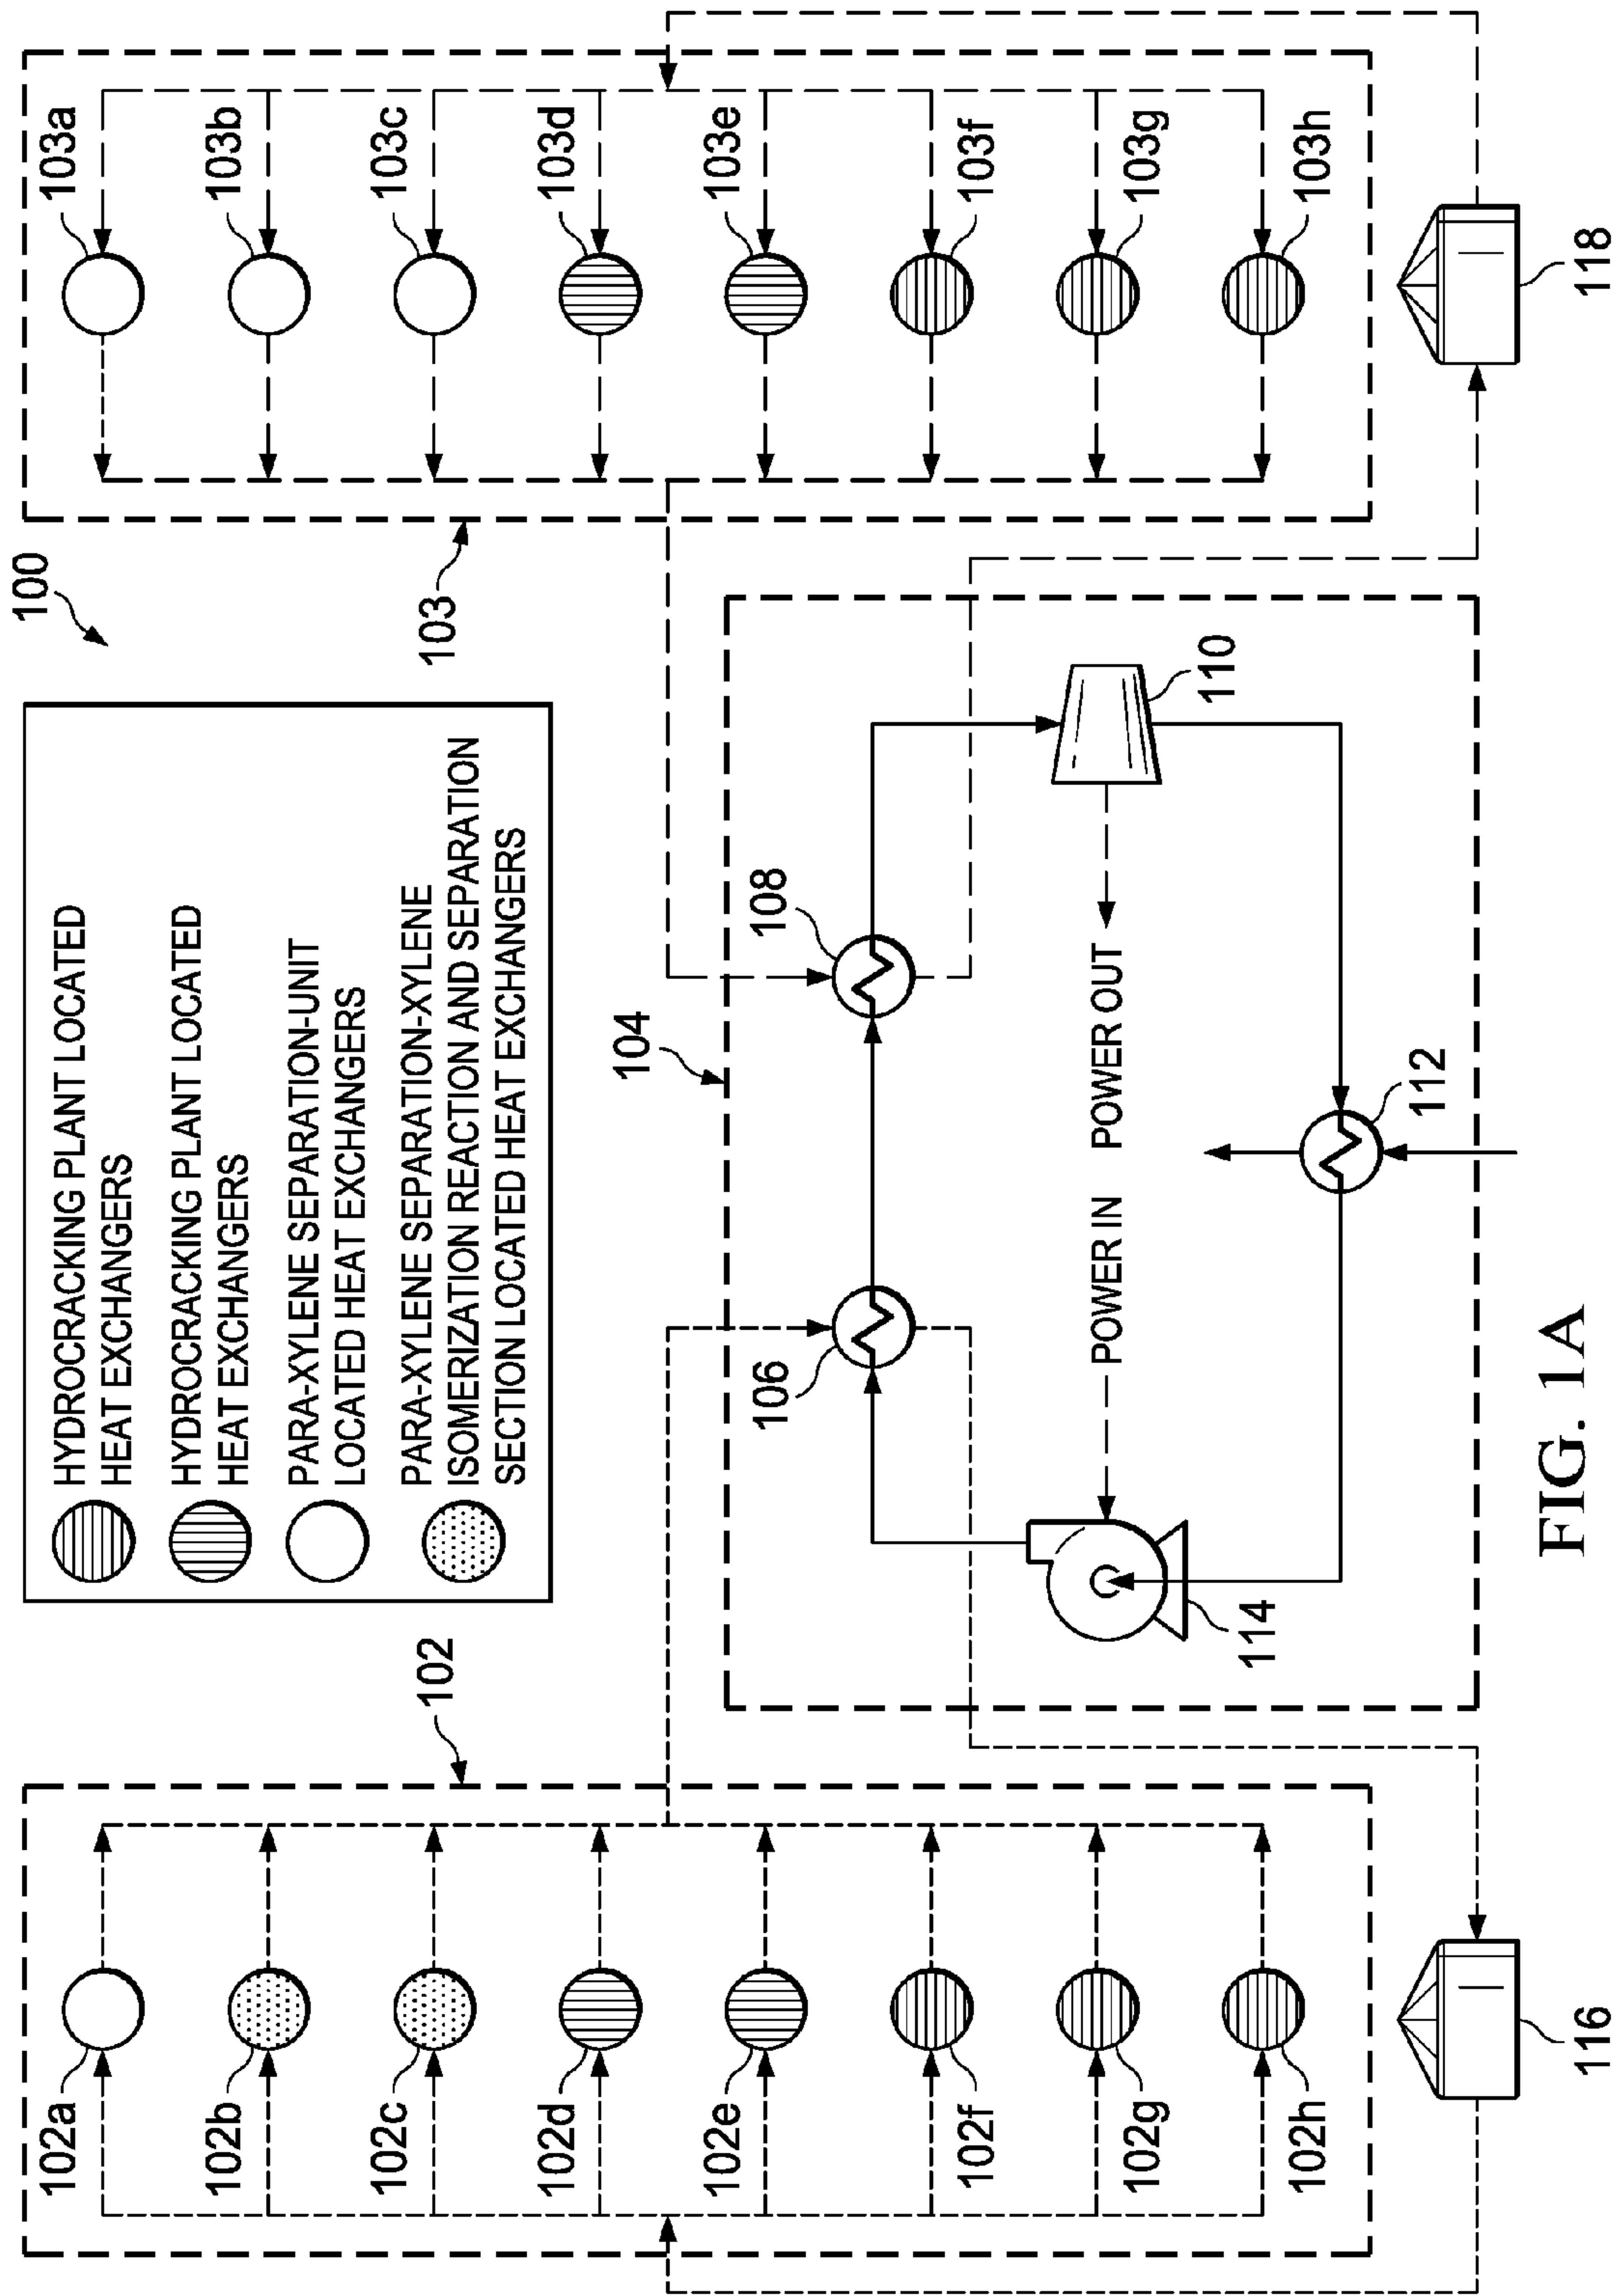 100
HYDROCRACKING PLANT LOCATED
HEAT EXCHANGERS
HYDROCRACKING PLANT LOCATED
HEAT EXCHANGERS
PARA-XYLENE SEPARATION-UNIT
LOCATED HEAT EXCHANGERS
PARA-XYLENE SEPARATION-XYLENE
ISOMERIZATION REACTION AND SEPARATION
SECTION LOCATED HEAT EXCHANGERS
102
102a
102b
102c
102d
102e
102f
102g
102h
116
103
103a
103b
103c
103d
103e
103f
103g
103h
118
104
106
108
110
POWER IN
POWER OUT
112
114
FIG. 1A